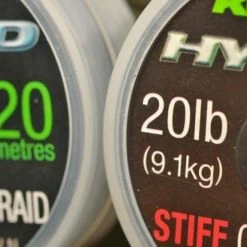 20
metres
RAID
HY
20lb
(9.1kg)
STIFF